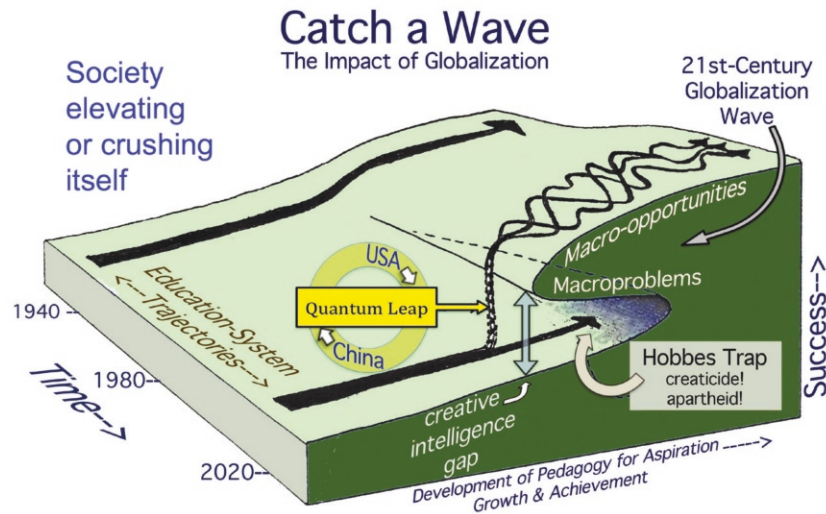 Catch a Wave
The Impact of Globalization
Society
elevating
or crushing
itself
21st-Century
Globalization
Wave
Macro-opportunities
Macroproblems
USA
Quantum Leap
China
Education-System
<---Trajectories--->
1940--
1980--
2020--
Time-->
creative
intelligence
gap
Hobbes Trap
creaticide!
apartheid!
Success-->
Development of Pedagogy for Aspiration ----->
Growth & Achievement